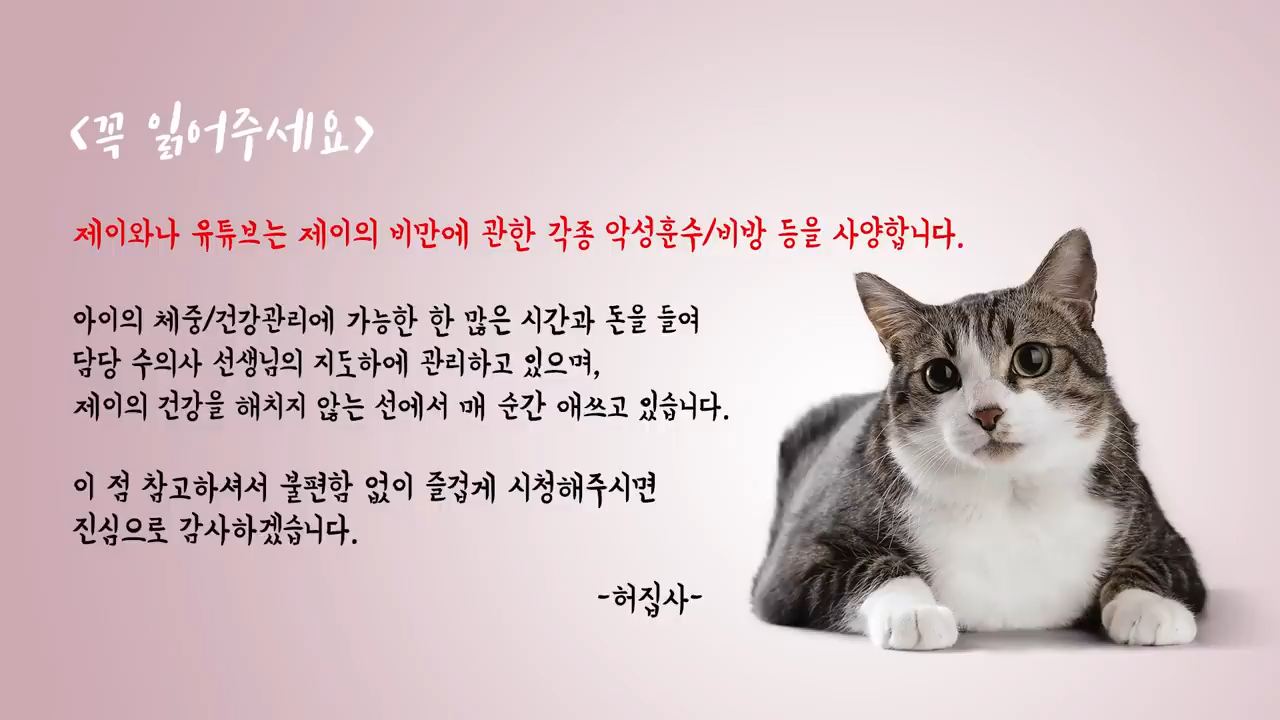 <꼭 읽어주세요>
제이와나 유튜브는 제이의 비만에 관한 각종 악성훈수/비방 등을 사양합니다.
아이의 체중/건강관리에 가능한 한 많은 시간과 돈을 들여
담당 수의사 선생님의 지도하에 관리하고 있으며,
제이의 건강을 해치지 않는 선에서 매 순간 애쓰고 있습니다.
이 점 참고하셔서 불편함 없이 즐겁게 시청해주시면
진심으로 감사하겠습니다.
-허집사-